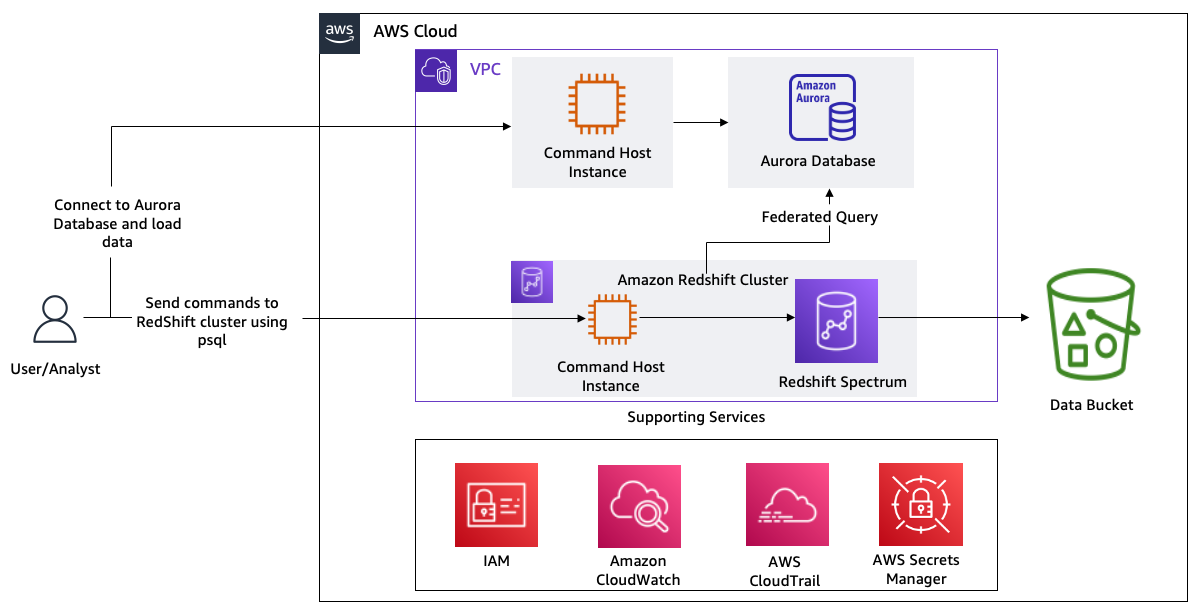 aws
AWS Cloud
VPC
Amazon
Aurora
Command Host
Instance
Aurora Database
Connect to Aurora
Database and load
data
Federated Query
Amazon Redshift Cluster
Send commands to
RedShift cluster using
psql
User/Analyst
Command Host
Instance
Redshift Spectrum
Data Bucket
Supporting Services
IAM
Amazon
CloudWatch
AWS
CloudTrail
AWS Secrets
Manager